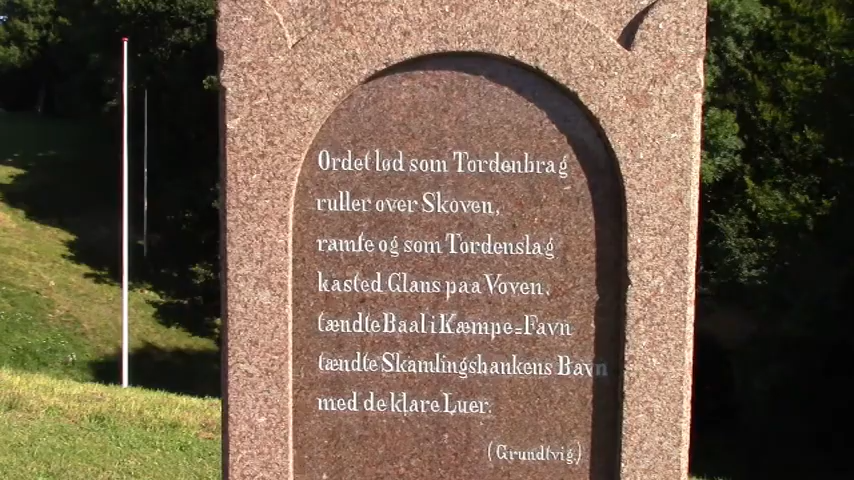 Ordet lød som Tordenbrag,
ruller over Skoven,
ramte og som Tordenslag
kasted Glans paa Voven.
tændte Baal i Kæmpe=Favn
tændte Skamlingsbankens Bavn
med de klare Luer.
(Grundtvig.)